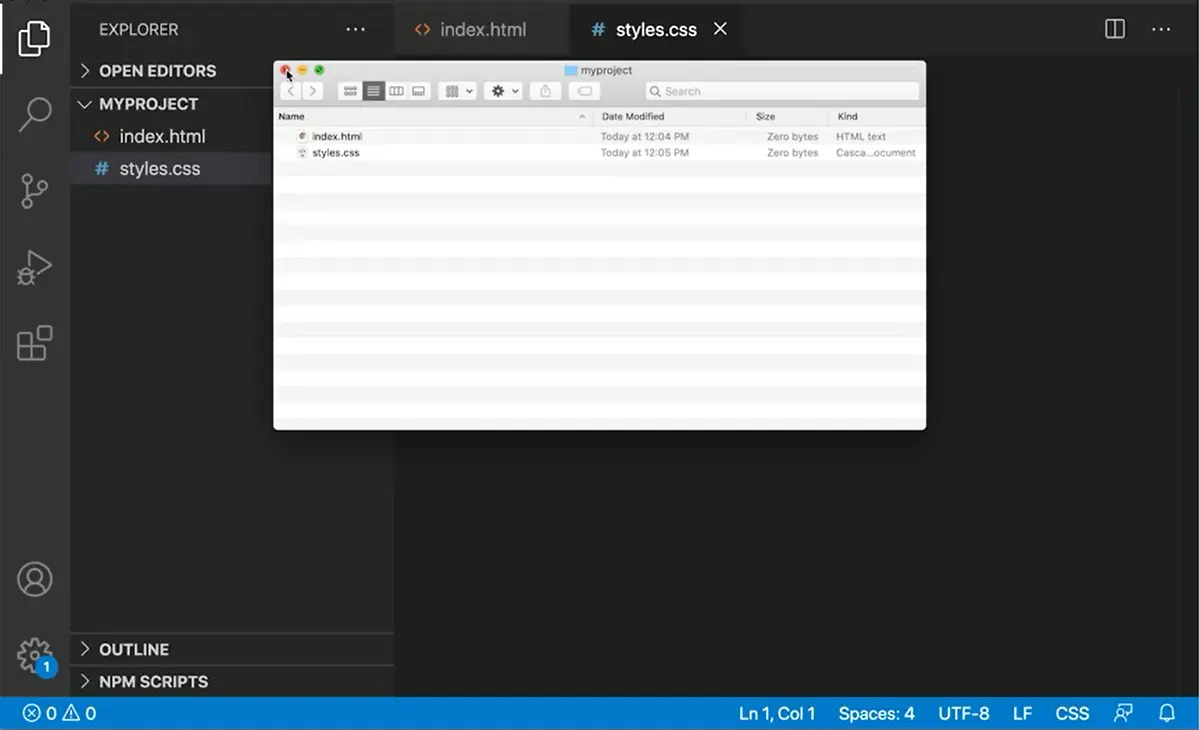 EXPLORER
index.html
# styles.css
OPEN EDITORS
MYPROJECT
index.html
# styles.css
myproject
Search
Name Date Modified Size Kind
index.html Today at 12:04 PM Zero bytes HTML text
styles.css Today at 12:05 PM Zero bytes Casca...ocument
OUTLINE
1
NPM SCRIPTS
0 0 Ln 1, Col 1 Spaces: 4 UTF-8 LF CSS